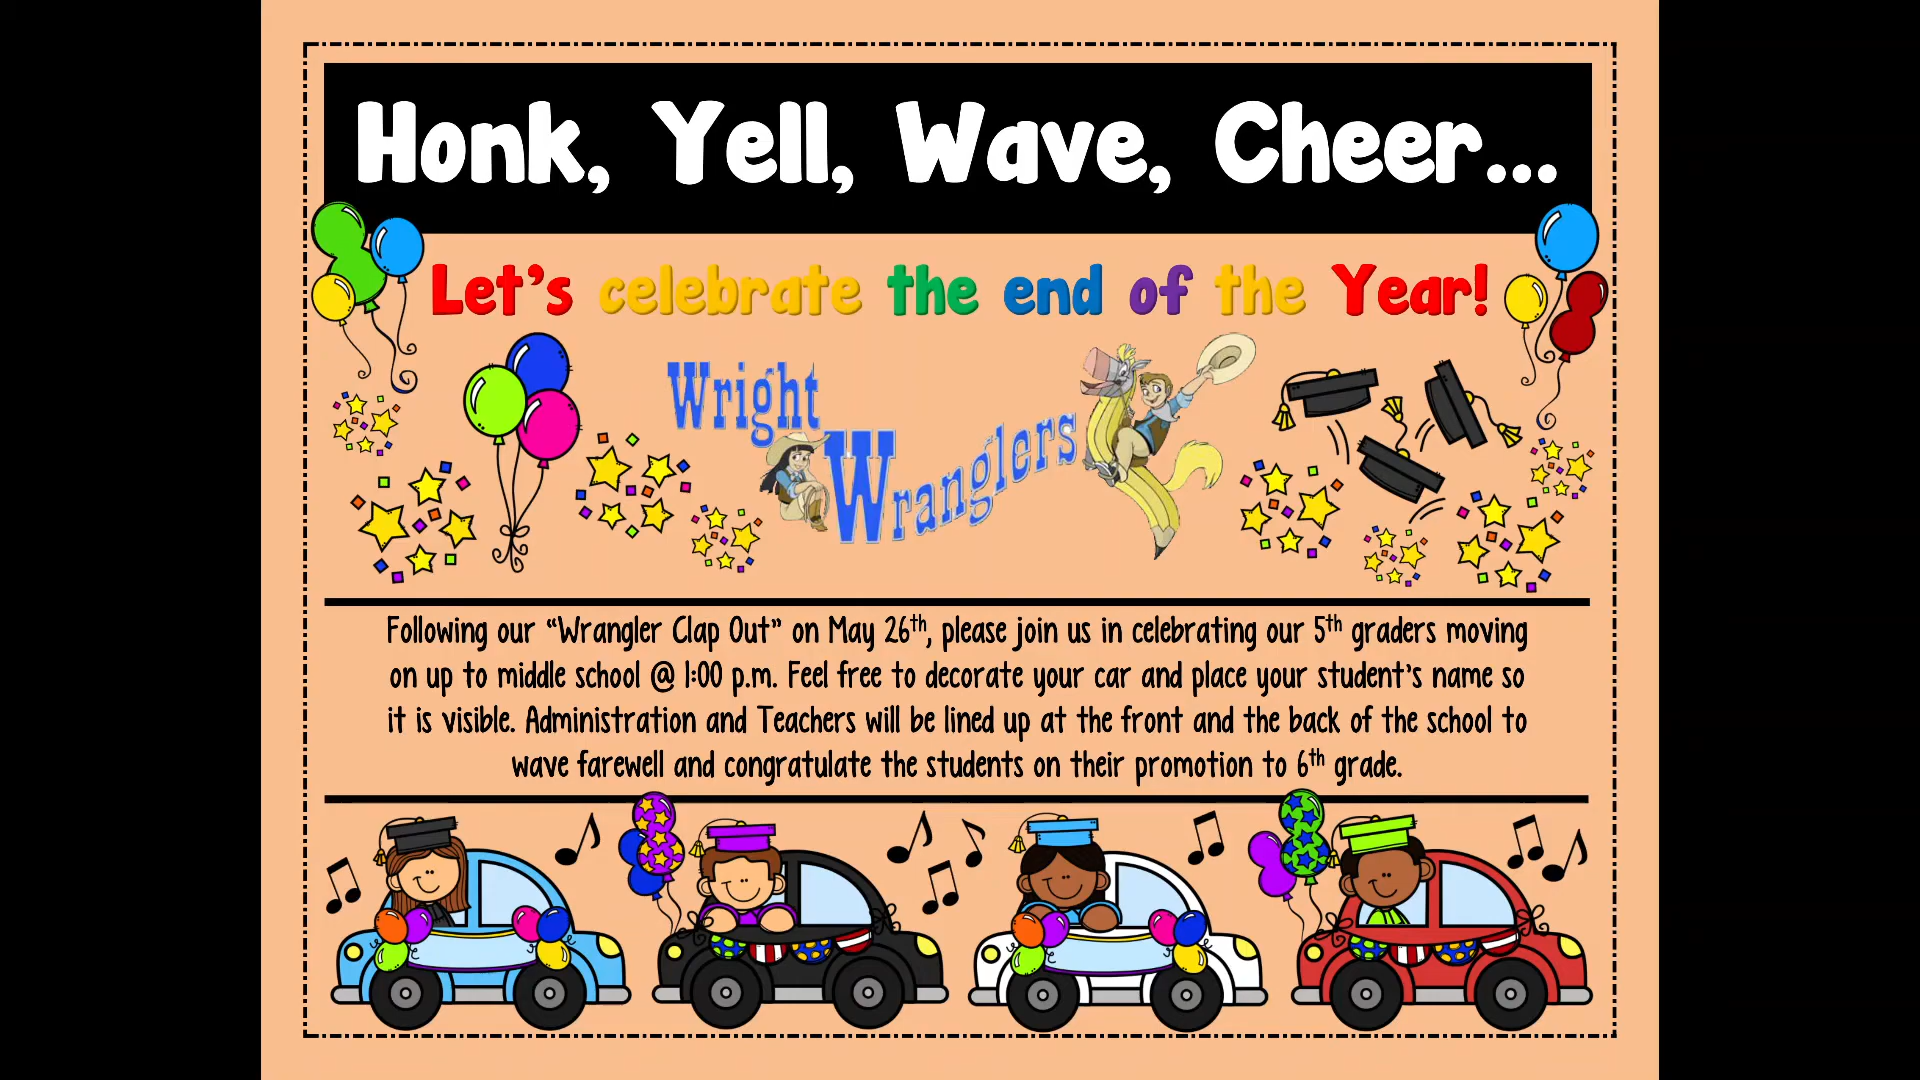 Honk, Yell, Wave, Cheer...
Let's celebrate the end of the Year!
Wright
Wranglers
Following our “Wrangler Clap Out” on May 26th, please join us in celebrating our 5th graders moving
on up to middle school @ 1:00 p.m. Feel free to decorate your car and place your student's name so
it is visible. Administration and Teachers will be lined up at the front and the back of the school to
wave farewell and congratulate the students on their promotion to 6th grade.